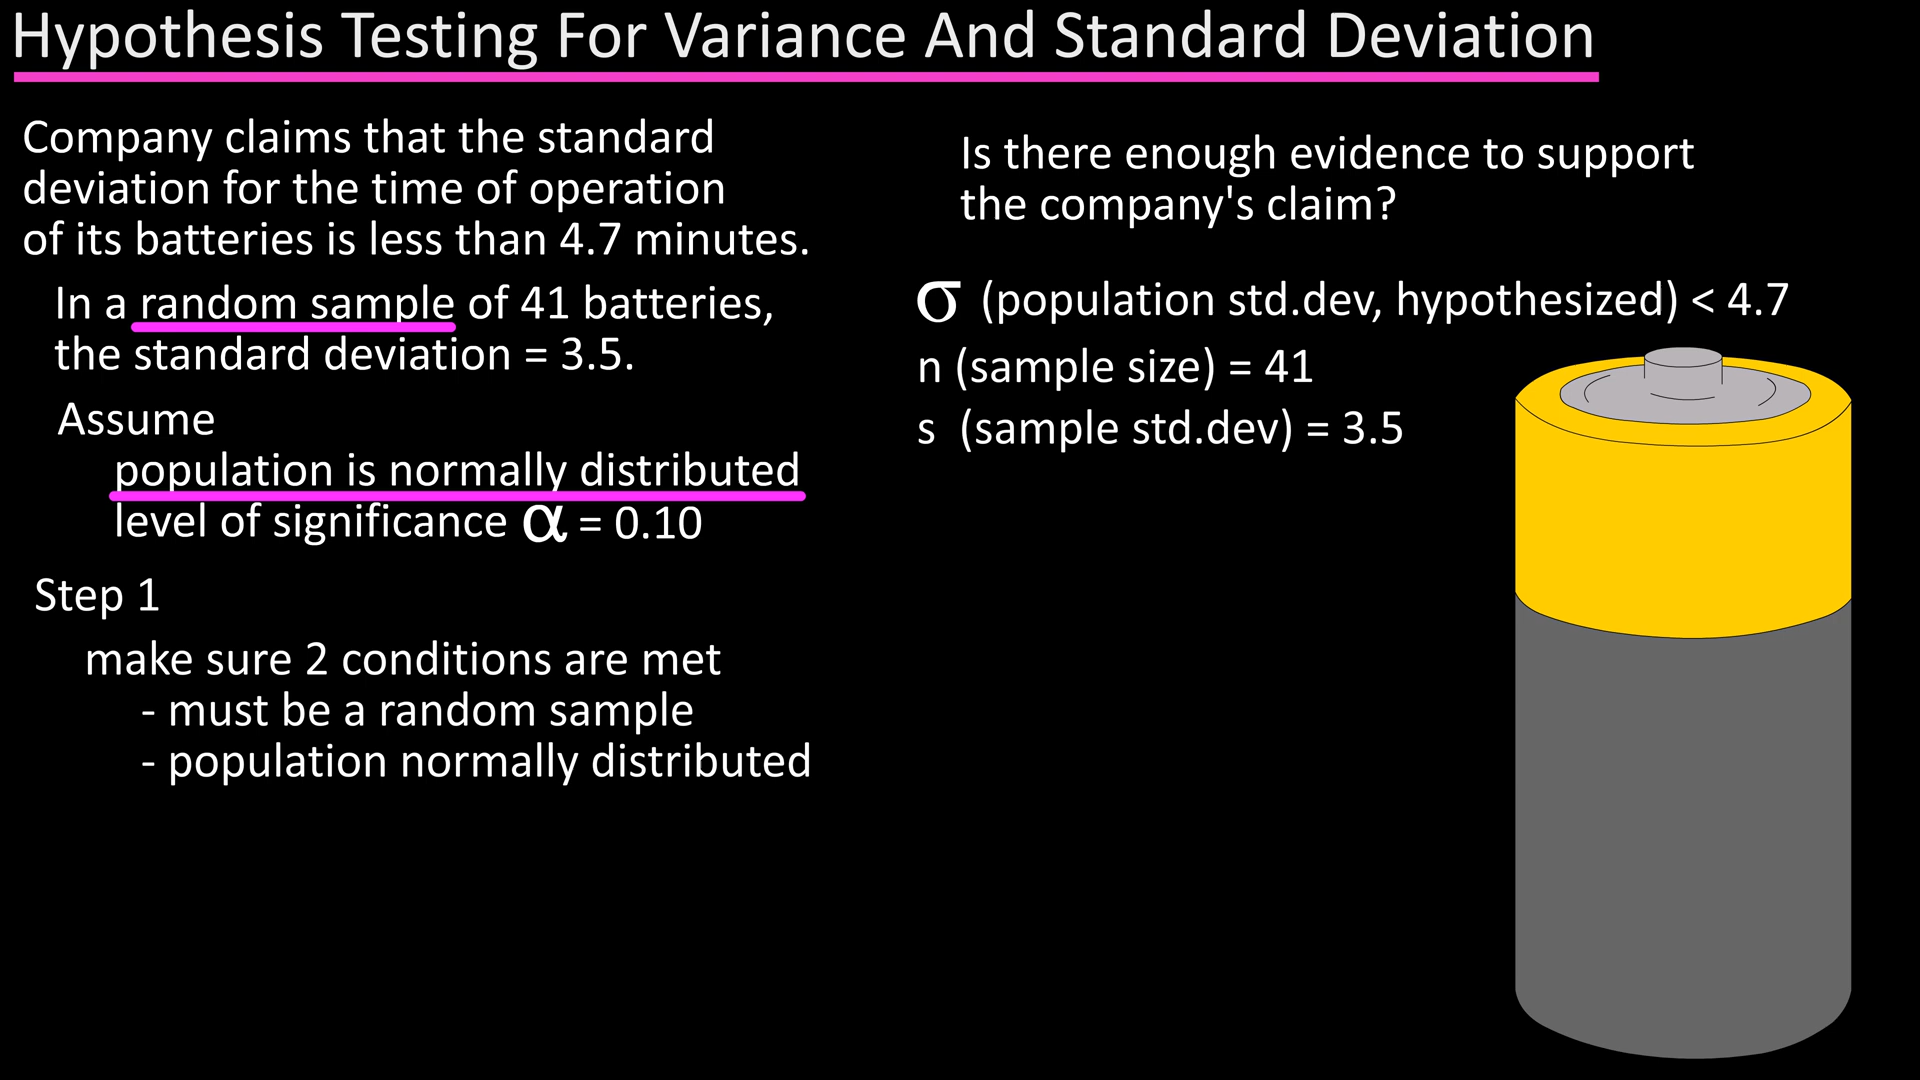 Hypothesis Testing For Variance And Standard Deviation
Company claims that the standard
deviation for the time of operation
of its batteries is less than 4.7 minutes.
In a random sample of 41 batteries,
the standard deviation = 3.5.
Assume
population is normally distributed
level of significance α = 0.10
Step 1
make sure 2 conditions are met
- must be a random sample
- population normally distributed
Is there enough evidence to support
the company's claim?
σ (population std.dev, hypothesized) < 4.7
n (sample size) = 41
s (sample std.dev) = 3.5